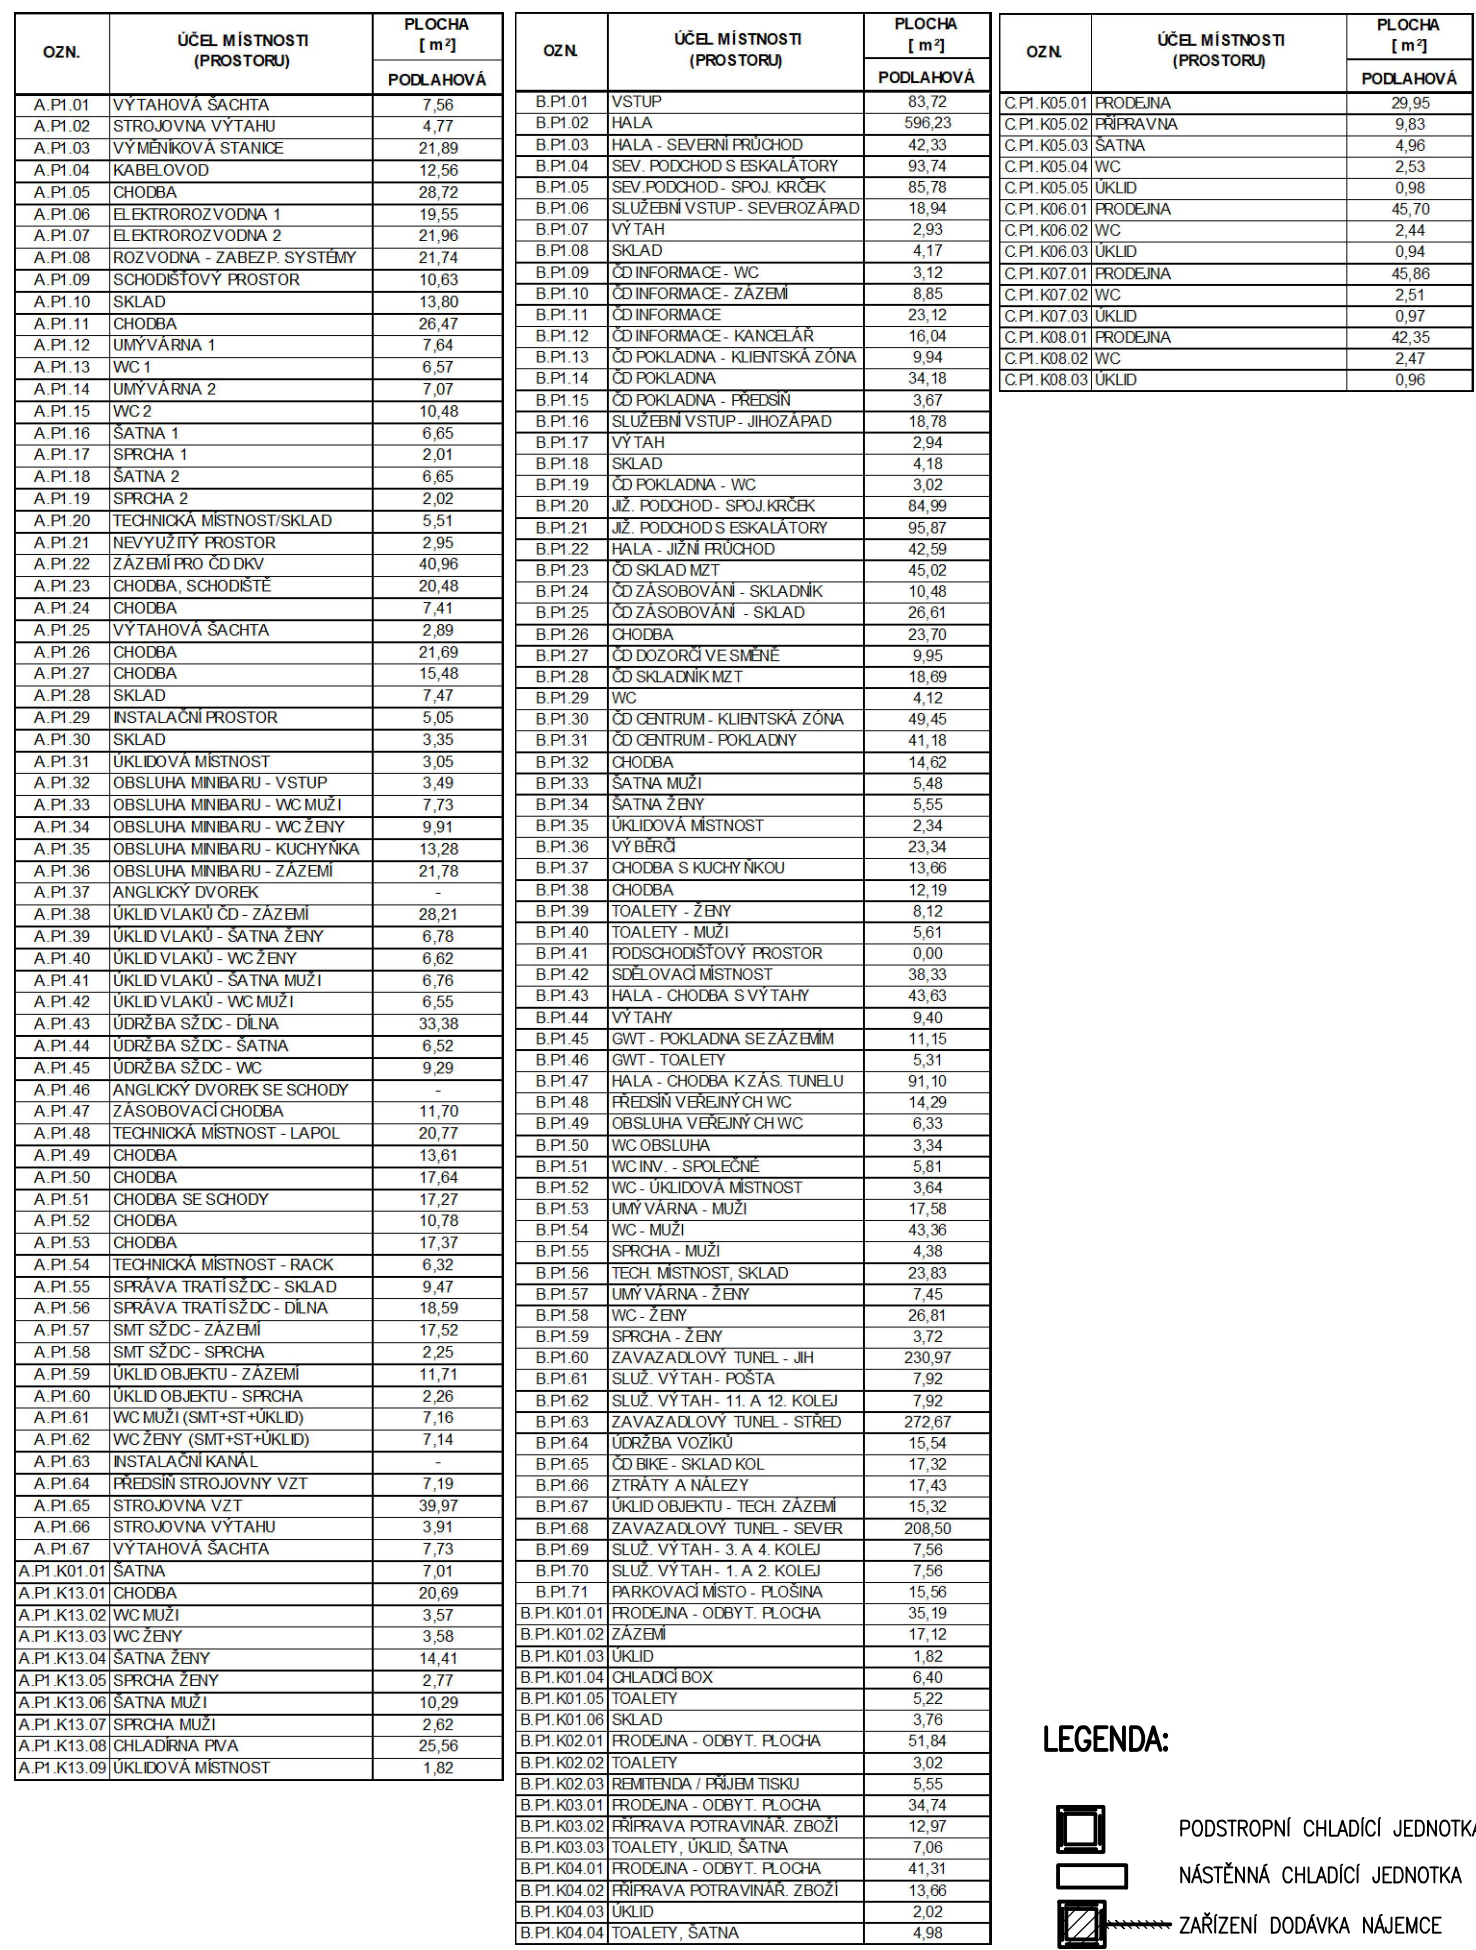 OZN. ÚČEL MÍSTNOSTI (PROSTORU) PLOCHA [ m²] PODLAHOVÁ
A.P1.01 VÝTAHOVÁ ŠACHTA 7,56
A.P1.02 STROJOVNA VÝTAHU 4,77
A.P1.03 VÝMĚNÍKOVÁ STANICE 21,89
A.P1.04 KABELOVOD 12,56
A.P1.05 CHODBA 28,72
A.P1.06 ELEKTROROZVODNA 1 19,55
A.P1.07 ELEKTROROZVODNA 2 21,96
A.P1.08 ROZVODNA - ZABEZP. SYSTÉMY 21,74
A.P1.09 SCHODIŠŤOVÝ PROSTOR 10,63
A.P1.10 SKLAD 13,80
A.P1.11 CHODBA 26,47
A.P1.12 UMÝVÁRNA 1 7,64
A.P1.13 WC 1 6,57
A.P1.14 UMÝVÁRNA 2 7,07
A.P1.15 WC 2 10,48
A.P1.16 ŠATNA 1 6,65
A.P1.17 SPRCHA 1 2,01
A.P1.18 ŠATNA 2 6,65
A.P1.19 SPRCHA 2 2,02
A.P1.20 TECHNICKÁ MÍSTNOST/SKLAD 5,51
A.P1.21 NEVYUŽITÝ PROSTOR 2,95
A.P1.22 ZÁZEMÍ PRO ČD DKV 40,96
A.P1.23 CHODBA, SCHODIŠTĚ 20,48
A.P1.24 CHODBA 7,41
A.P1.25 VÝTAHOVÁ ŠACHTA 2,89
A.P1.26 CHODBA 21,69
A.P1.27 CHODBA 15,48
A.P1.28 SKLAD 7,47
A.P1.29 INSTALAČNÍ PROSTOR 5,05
A.P1.30 SKLAD 3,35
A.P1.31 ÚKLIDOVÁ MÍSTNOST 3,05
A.P1.32 OBSLUHA MINIBARU - VSTUP 3,49
A.P1.33 OBSLUHA MINIBARU - WC MUŽI 7,73
A.P1.34 OBSLUHA MINIBARU - WC ŽENY 9,91
A.P1.35 OBSLUHA MINIBARU - KUCHYŇKA 13,28
A.P1.36 OBSLUHA MINIBARU - ZÁZEMÍ 21,78
A.P1.37 ANGLICKÝ DVOREK -
A.P1.38 ÚKLID VLAKŮ ČD - ZÁZEMÍ 28,21
A.P1.39 ÚKLID VLAKŮ - ŠATNA ŽENY 6,78
A.P1.40 ÚKLID VLAKŮ - WC ŽENY 6,62
A.P1.41 ÚKLID VLAKŮ - ŠATNA MUŽI 6,76
A.P1.42 ÚKLID VLAKŮ - WC MUŽI 6,55
A.P1.43 ÚDRŽBA SŽDC - DÍLNA 33,38
A.P1.44 ÚDRŽBA SŽDC - ŠATNA 6,52
A.P1.45 ÚDRŽBA SŽDC - WC 9,29
A.P1.46 ANGLICKÝ DVOREK SE SCHODY -
A.P1.47 ZÁSOBOVACÍ CHODBA 11,70
A.P1.48 TECHNICKÁ MÍSTNOST - LAPOL 20,77
A.P1.49 CHODBA 13,61
A.P1.50 CHODBA 17,64
A.P1.51 CHODBA SE SCHODY 17,27
A.P1.52 CHODBA 10,78
A.P1.53 CHODBA 17,37
A.P1.54 TECHNICKÁ MÍSTNOST - RACK 6,32
A.P1.55 SPRÁVA TRATÍ SŽDC - SKLAD 9,47
A.P1.56 SPRÁVA TRATÍ SŽDC - DÍLNA 18,59
A.P1.57 SMT SŽDC - ZÁZEMÍ 17,52
A.P1.58 SMT SŽDC - SPRCHA 2,25
A.P1.59 ÚKLID OBJEKTU - ZÁZEMÍ 11,71
A.P1.60 ÚKLID OBJEKTU - SPRCHA 2,26
A.P1.61 WC MUŽI (SMT+ST+ÚKLID) 7,16
A.P1.62 WC ŽENY (SMT+ST+ÚKLID) 7,14
A.P1.63 INSTALAČNÍ KANÁL -
A.P1.64 PŘEDSÍŇ STROJOVNY VZT 7,19
A.P1.65 STROJOVNA VZT 39,97
A.P1.66 STROJOVNA VÝTAHU 3,91
A.P1.67 VÝTAHOVÁ ŠACHTA 7,73
A.P1.K01.01 ŠATNA 7,01
A.P1.K13.01 CHODBA 20,69
A.P1.K13.02 WC MUŽI 3,57
A.P1.K13.03 WC ŽENY 3,58
A.P1.K13.04 ŠATNA ŽENY 14,41
A.P1.K13.05 SPRCHA ŽENY 2,77
A.P1.K13.06 ŠATNA MUŽI 10,29
A.P1.K13.07 SPRCHA MUŽI 2,62
A.P1.K13.08 CHLADÍRNA PIVA 25,56
A.P1.K13.09 ÚKLIDOVÁ MÍSTNOST 1,82
OZN. ÚČEL MÍSTNOSTI (PROSTORU) PLOCHA [ m²] PODLAHOVÁ
B.P1.01 VSTUP 83,72
B.P1.02 HALA 596,23
B.P1.03 HALA - SEVERNÍ PRŮCHOD 42,33
B.P1.04 SEV. PODCHOD S ESKALÁTORY 93,74
B.P1.05 SEV.PODCHOD - SPOJ. KRČEK 85,78
B.P1.06 SLUŽEBNÍ VSTUP - SEVEROZÁPAD 18,94
B.P1.07 VÝTAH 2,93
B.P1.08 SKLAD 4,17
B.P1.09 ČD INFORMACE - WC 3,12
B.P1.10 ČD INFORMACE - ZÁZEMÍ 8,85
B.P1.11 ČD INFORMACE 23,12
B.P1.12 ČD INFORMACE - KANCELÁŘ 16,04
B.P1.13 ČD POKLADNA - KLIENTSKÁ ZÓNA 9,94
B.P1.14 ČD POKLADNA 34,18
B.P1.15 ČD POKLADNA - PŘEDSÍŇ 3,67
B.P1.16 SLUŽEBNÍ VSTUP - JIHOZÁPAD 18,78
B.P1.17 VÝTAH 2,94
B.P1.18 SKLAD 4,18
B.P1.19 ČD POKLADNA - WC 3,02
B.P1.20 JIŽ. PODCHOD - SPOJ.KRČEK 84,99
B.P1.21 JIŽ. PODCHOD S ESKALÁTORY 95,87
B.P1.22 HALA - JIŽNÍ PRŮCHOD 42,59
B.P1.23 ČD SKLAD MZT 45,02
B.P1.24 ČD ZÁSOBOVÁNÍ - SKLADNÍK 10,48
B.P1.25 ČD ZÁSOBOVÁNÍ - SKLAD 26,61
B.P1.26 CHODBA 23,70
B.P1.27 ČD DOZORČÍ VE SMĚNĚ 9,95
B.P1.28 ČD SKLADNÍK MZT 18,69
B.P1.29 WC 4,12
B.P1.30 ČD CENTRUM - KLIENTSKÁ ZÓNA 49,45
B.P1.31 ČD CENTRUM - POKLADNY 41,18
B.P1.32 CHODBA 14,62
B.P1.33 ŠATNA MUŽI 5,48
B.P1.34 ŠATNA ŽENY 5,55
B.P1.35 ÚKLIDOVÁ MÍSTNOST 2,34
B.P1.36 VÝBĚRČÍ 23,34
B.P1.37 CHODBA S KUCHYŇKOU 13,66
B.P1.38 CHODBA 12,19
B.P1.39 TOALETY - ŽENY 8,12
B.P1.40 TOALETY - MUŽI 5,61
B.P1.41 PODSCHODIŠŤOVÝ PROSTOR 0,00
B.P1.42 SDĚLOVACÍ MÍSTNOST 38,33
B.P1.43 HALA - CHODBA S VÝTAHY 43,63
B.P1.44 VÝTAHY 9,40
B.P1.45 GWT - POKLADNA SE ZÁZEMÍM 11,15
B.P1.46 GWT - TOALETY 5,31
B.P1.47 HALA - CHODBA K ZÁS. TUNELU 91,10
B.P1.48 PŘEDSÍŇ VEŘEJNÝCH WC 14,29
B.P1.49 OBSLUHA VEŘEJNÝCH WC 6,33
B.P1.50 WC OBSLUHA 3,34
B.P1.51 WC INV. - SPOLEČNÉ 5,81
B.P1.52 WC - ÚKLIDOVÁ MÍSTNOST 3,64
B.P1.53 UMÝVÁRNA - MUŽI 17,58
B.P1.54 WC - MUŽI 43,36
B.P1.55 SPRCHA - MUŽI 4,38
B.P1.56 TECH. MÍSTNOST, SKLAD 23,83
B.P1.57 UMÝVÁRNA - ŽENY 7,45
B.P1.58 WC - ŽENY 26,81
B.P1.59 SPRCHA - ŽENY 3,72
B.P1.60 ZAVAZADLOVÝ TUNEL - JIH 230,97
B.P1.61 SLUŽ. VÝTAH - POŠTA 7,92
B.P1.62 SLUŽ. VÝTAH - 11. A 12. KOLEJ 7,92
B.P1.63 ZAVAZADLOVÝ TUNEL - STŘED 272,67
B.P1.64 ÚDRŽBA VOZÍKŮ 15,54
B.P1.65 ČD BIKE - SKLAD KOL 17,32
B.P1.66 ZTRÁTY A NÁLEZY 17,43
B.P1.67 ÚKLID OBJEKTU - TECH. ZÁZEMÍ 15,32
B.P1.68 ZAVAZADLOVÝ TUNEL - SEVER 208,50
B.P1.69 SLUŽ. VÝTAH - 3. A 4. KOLEJ 7,56
B.P1.70 SLUŽ. VÝTAH - 1. A 2. KOLEJ 7,56
B.P1.71 PARKOVACÍ MÍSTO - PLOŠINA 15,56
B.P1.K01.01 PRODEJNA - ODBYT. PLOCHA 35,19
B.P1.K01.02 ZÁZEMÍ 17,12
B.P1.K01.03 ÚKLID 1,82
B.P1.K01.04 CHLADICÍ BOX 6,40
B.P1.K01.05 TOALETY 5,22
B.P1.K01.06 SKLAD 3,76
B.P1.K02.01 PRODEJNA - ODBYT. PLOCHA 51,84
B.P1.K02.02 TOALETY 3,02
B.P1.K02.03 REMITENDA / PŘÍJEM TISKU 5,55
B.P1.K03.01 PRODEJNA - ODBYT. PLOCHA 34,74
B.P1.K03.02 PŘÍPRAVA POTRAVINÁŘ. ZBOŽÍ 12,97
B.P1.K03.03 TOALETY, ÚKLID, ŠATNA 7,06
B.P1.K04.01 PRODEJNA - ODBYT. PLOCHA 41,31
B.P1.K04.02 PŘÍPRAVA POTRAVINÁŘ. ZBOŽÍ 13,66
B.P1.K04.03 ÚKLID 2,02
B.P1.K04.04 TOALETY, ŠATNA 4,98
OZN. ÚČEL MÍSTNOSTI (PROSTORU) PLOCHA [ m²] PODLAHOVÁ
C.P1.K05.01 PRODEJNA 29,95
C.P1.K05.02 PŘÍPRAVNA 9,83
C.P1.K05.03 ŠATNA 4,96
C.P1.K05.04 WC 2,53
C.P1.K05.05 ÚKLID 0,98
C.P1.K06.01 PRODEJNA 45,70
C.P1.K06.02 WC 2,44
C.P1.K06.03 ÚKLID 0,94
C.P1.K07.01 PRODEJNA 45,86
C.P1.K07.02 WC 2,51
C.P1.K07.03 ÚKLID 0,97
C.P1.K08.01 PRODEJNA 42,35
C.P1.K08.02 WC 2,47
C.P1.K08.03 ÚKLID 0,96
LEGENDA:
PODSTROPNÍ CHLADÍCÍ JEDNOTKA
NÁSTĚNNÁ CHLADÍCÍ JEDNOTKA
ZAŘÍZENÍ DODÁVKA NÁJEMCE